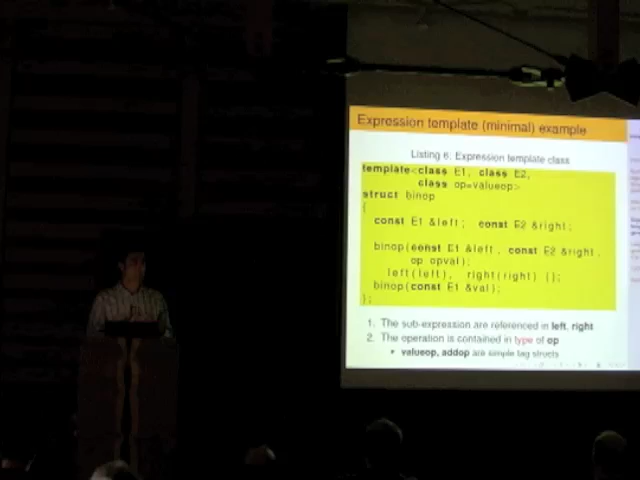 Expression template (minimal) example
Listing 6: Expression template class
template<class E1, class E2,
class op=valueop>
struct binop
{
const E1 &left; const E2 &right;
binop(const E1 &left, const E2 &right,
op opval);
left(left), right(right) {};
binop(const E1 &val);
};
1. The sub-expression are referenced in left, right
2. The operation is contained in type of op
• valueop, addop are simple tag structs